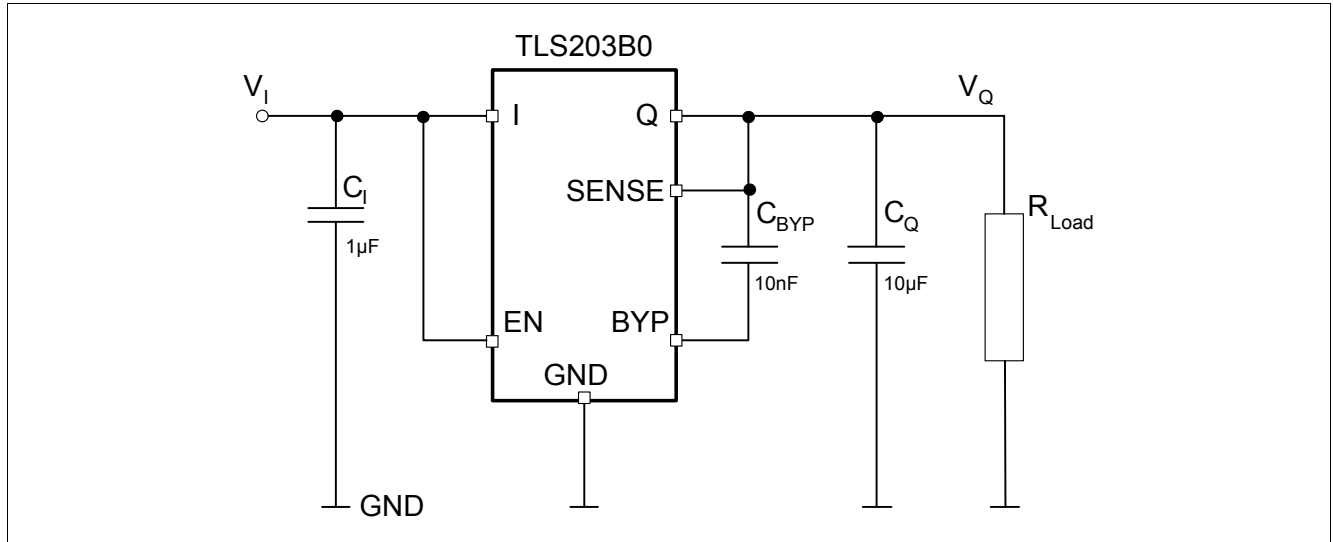 TLS203B0
V_I
V_Q
I
Q
SENSE
C_I
1µF
C_BYP
10nF
C_Q
10µF
R_Load
EN
BYP
GND
GND